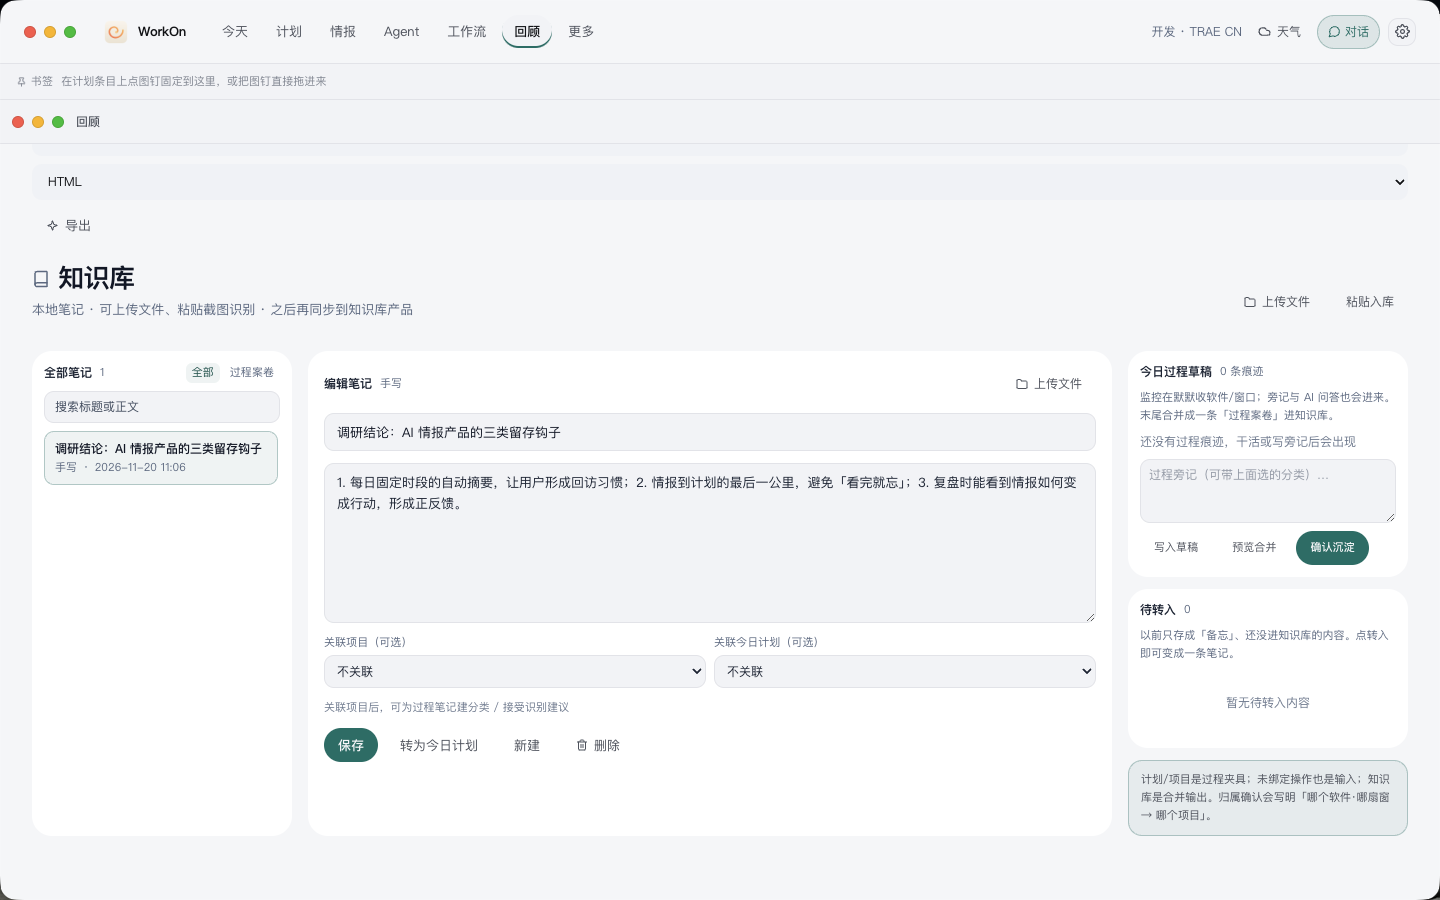 WorkOn 今天 计划 情报 Agent 工作流 回顾 更多 开发 · TRAE CN 天气 对话
书签 在计划条目上点图钉固定到这里，或把图钉直接拖进来
回顾
HTML
导出
知识库
本地笔记 · 可上传文件、粘贴截图识别 · 之后再同步到知识库产品
上传文件 粘贴入库
全部笔记 1 全部 过程案卷
搜索标题或正文
调研结论：AI 情报产品的三类留存钩子
手写 · 2026-11-20 11:06
编辑笔记 手写 上传文件
调研结论：AI 情报产品的三类留存钩子
1. 每日固定时段的自动摘要，让用户形成回访习惯；2. 情报到计划的最后一公里，避免「看完就忘」；3. 复盘时能看到情报如何变
成行动，形成正反馈。
关联项目（可选） 关联今日计划（可选）
不关联 不关联
关联项目后，可为过程笔记建分类 / 接受识别建议
保存 转为今日计划 新建 删除
今日过程草稿 0 条痕迹
监控在默默收软件/窗口；旁记与 AI 问答也会进来。
末尾合并成一条「过程案卷」进知识库。
还没有过程痕迹，干活或写旁记后会出现
过程旁记（可带上面选的分类）…
写入草稿 预览合并 确认沉淀
待转入 0
以前只存成「备忘」、还没进知识库的内容。点转入
即可变成一条笔记。
暂无待转入内容
计划/项目是过程夹具；未绑定操作也是输入；知识
库是合并输出。归属确认会写明「哪个软件·哪扇窗
→ 哪个项目」。